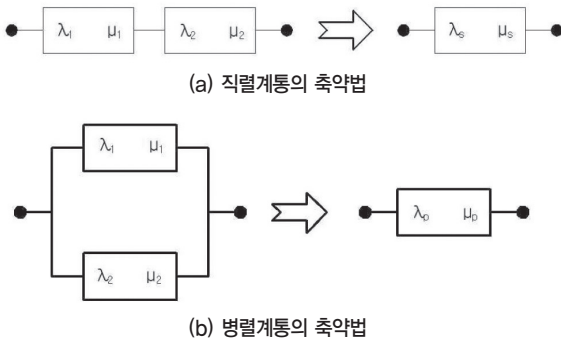 λ₁ μ₁ λ₂ μ₂ λₛ μₛ
(a) 직렬계통의 축약법
λ₁ μ₁
λₚ μₚ
λ₂ μ₂
(b) 병렬계통의 축약법